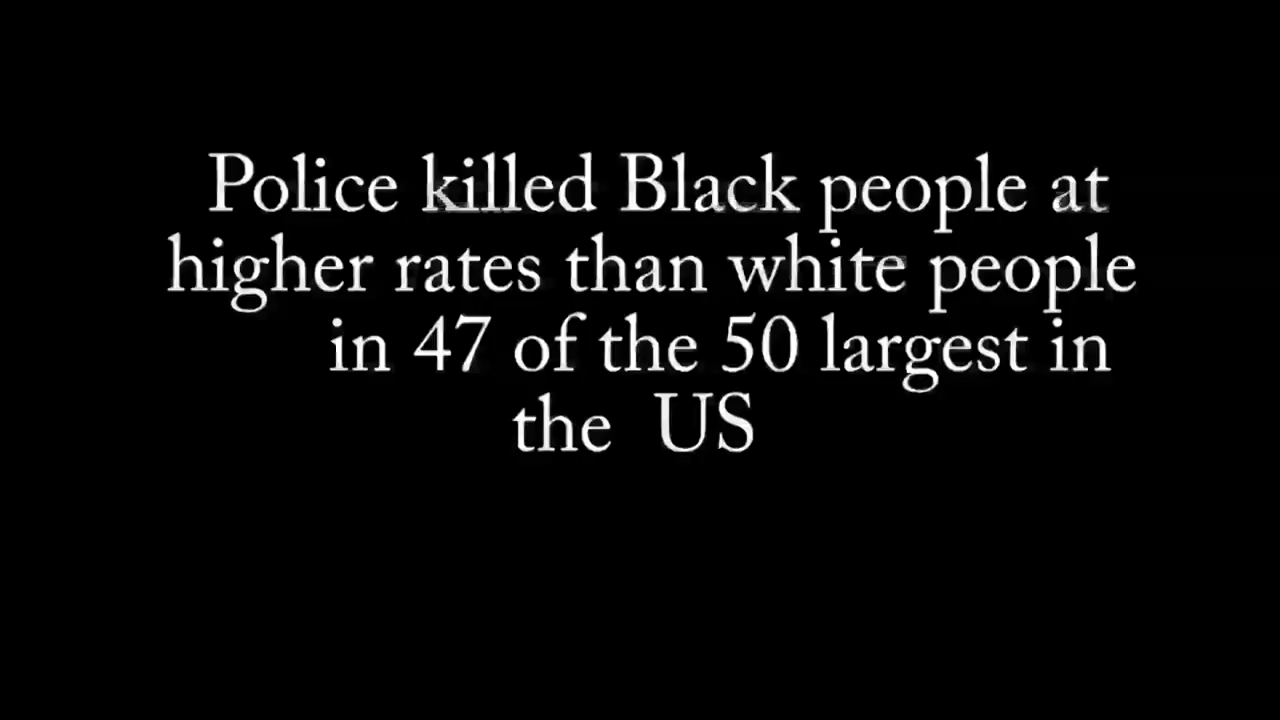 Police killed Black people at
higher rates than white people
in 47 of the 50 largest in
the US